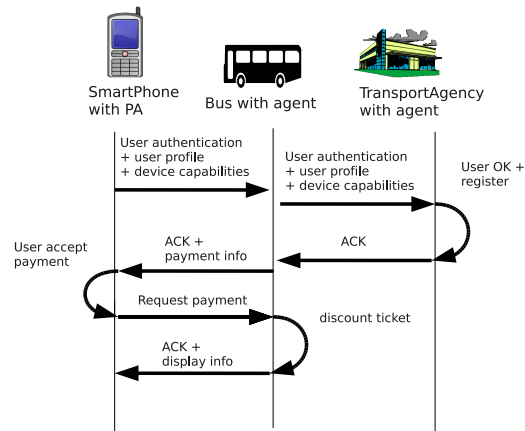 SmartPhone
with PA
Bus with agent
TransportAgency
with agent
User authentication
+ user profile
+ device capabilities
User authentication
+ user profile
+ device capabilities
User OK +
register
ACK
ACK +
payment info
User accept
payment
Request payment
discount ticket
ACK +
display info